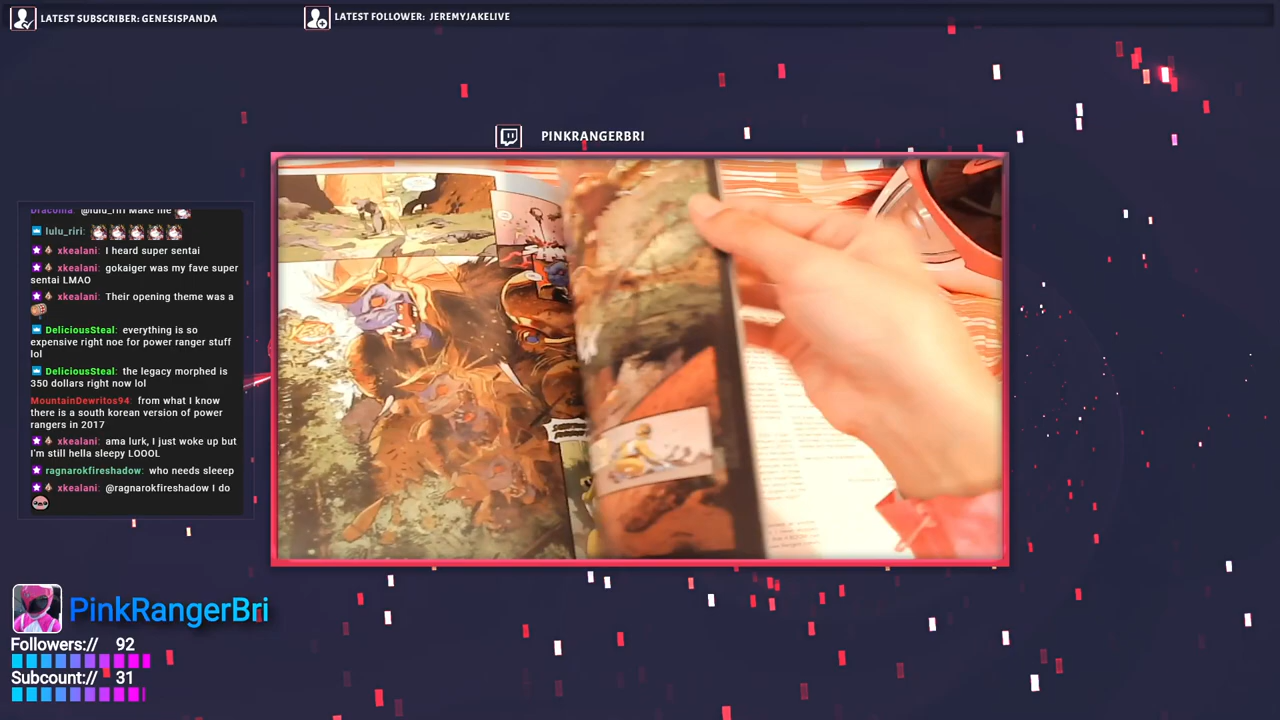 LATEST SUBSCRIBER: GENESISPANDA
LATEST FOLLOWER: JEREMYJAKELIVE
PINKRANGERBRI
Draconia: @lulu_riri Make me
lulu_riri:
xkealani: I heard super sentai
xkealani: gokaiger was my fave super
sentai LMAO
xkealani: Their opening theme was a
DeliciousSteal: everything is so
expensive right noe for power ranger stuff
lol
DeliciousSteal: the legacy morphed is
350 dollars right now lol
MountainDewritos94: from what I know
there is a south korean version of power
rangers in 2017
xkealani: ama lurk, I just woke up but
I'm still hella sleepy LOOOL
ragnarokfireshadow: who needs sleeep
xkealani: @ragnarokfireshadow I do
PinkRangerBri
Followers:// 92
Subcount:// 31